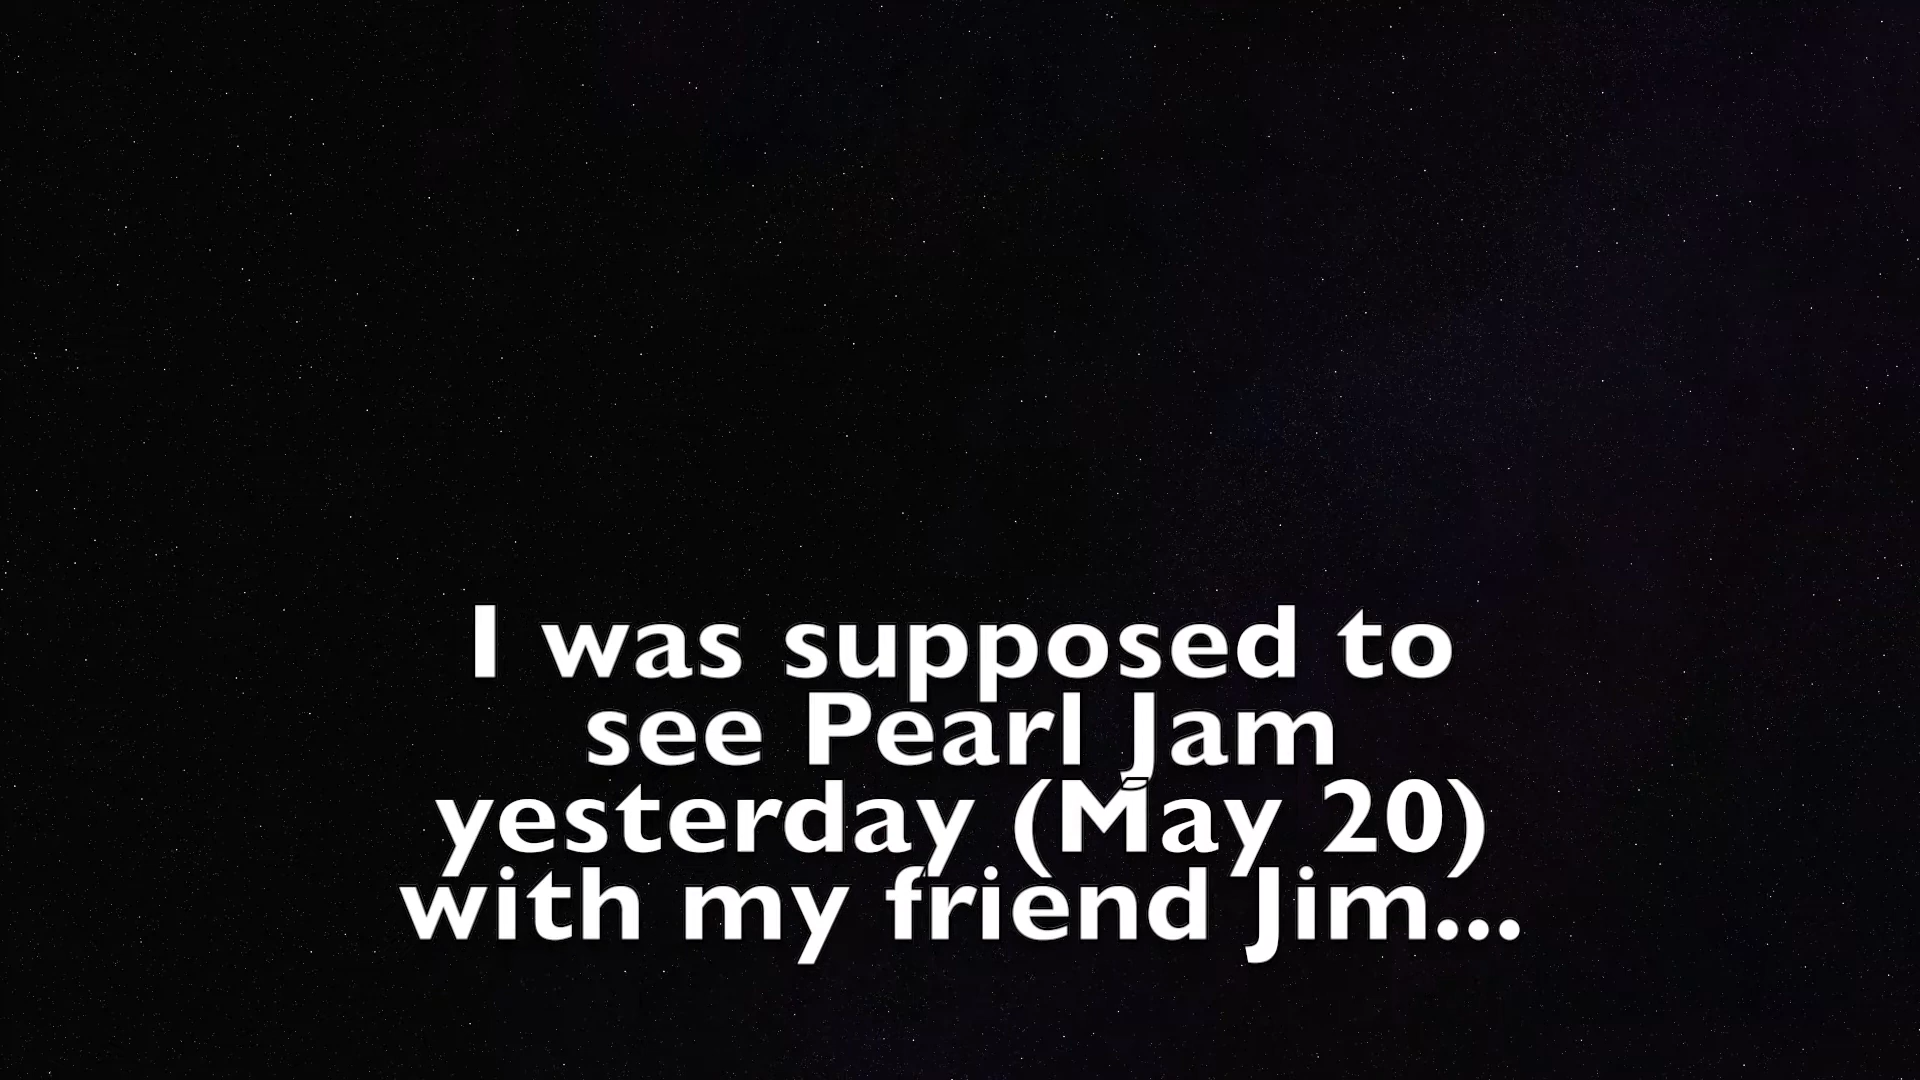 I was supposed to
see Pearl Jam
yesterday (May 20)
with my friend Jim...